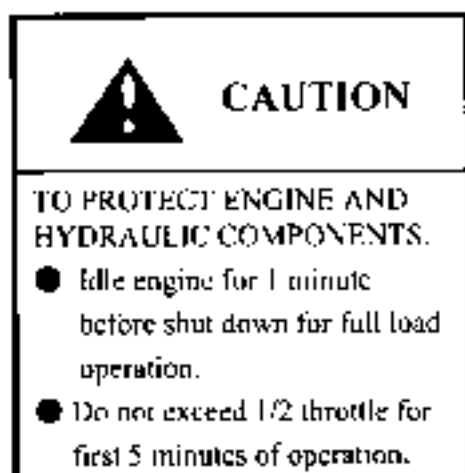 CAUTION
TO PROTECT ENGINE AND
HYDRAULIC COMPONENTS.
● Idle engine for 1 minute
before shut down for full load
operation.
● Do not exceed 1/2 throttle for
first 5 minutes of operation.